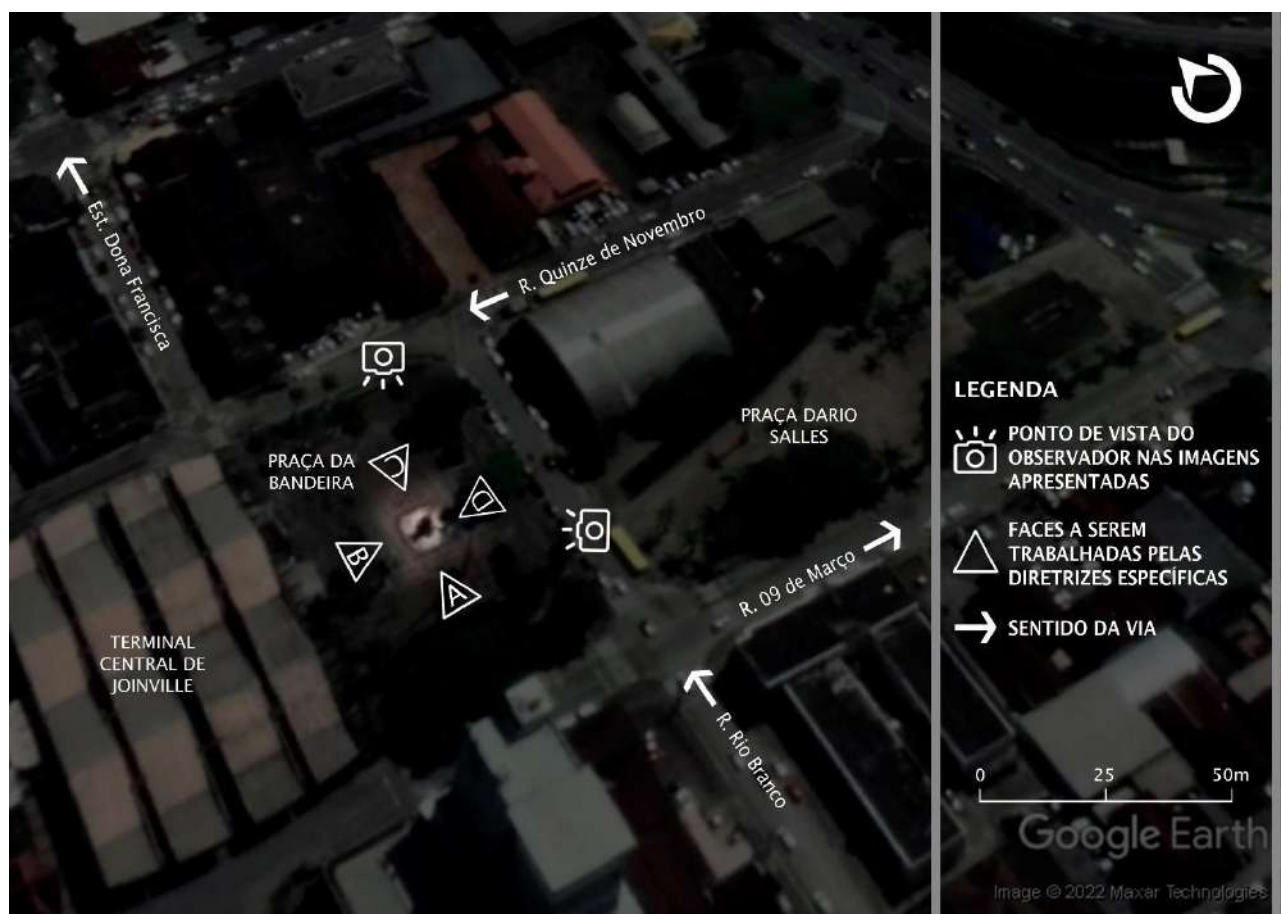 Est. Dona Francisca
R. Quinze de Novembro
PRAÇA DARIO
SALLES
PRAÇA DA
BANDEIRA
C
D
B
A
R. 09 de Março
TERMINAL
CENTRAL DE
JOINVILLE
R. Rio Branco
LEGENDA
PONTO DE VISTA DO
OBSERVADOR NAS IMAGENS
APRESENTADAS
FACES A SEREM
TRABALHADAS PELAS
DIRETRIZES ESPECÍFICAS
SENTIDO DA VIA
0 25 50m
Google Earth
Image © 2022 Maxar Technologies